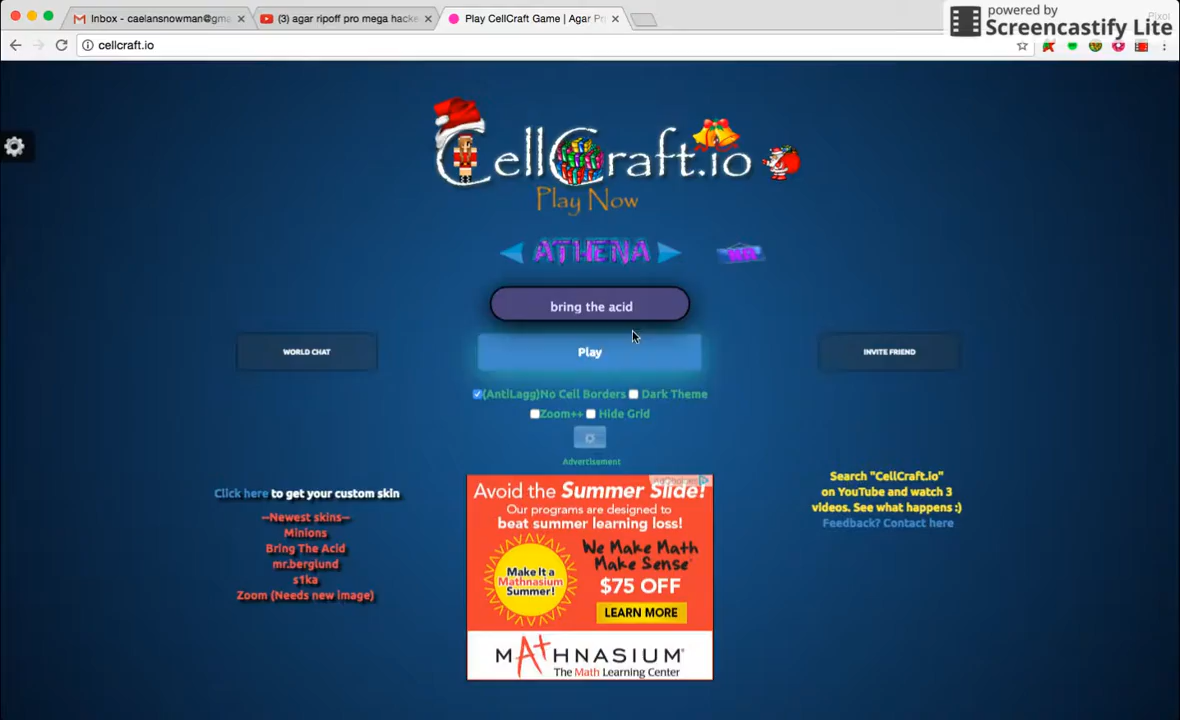 Inbox - caelansnowman@gma
(3) agar ripoff pro mega hacke
Play CellCraft Game | Agar Pr
powered by
Screencastify Lite
cellcraft.io
CellCraft.io
Play Now
ATHENA
bring the acid
WORLD CHAT
Play
INVITE FRIEND
(AntiLagg)No Cell Borders Dark Theme
Zoom++ Hide Grid
Advertisement
Click here to get your custom skin
--Newest skins--
Minions
Bring The Acid
mr.berglund
s1ka
Zoom (Needs new image)
AdChoices
Avoid the Summer Slide!
Our programs are designed to
beat summer learning loss!
Make It a
Mathnasium
Summer!
We Make Math
Make Sense
$75 OFF
LEARN MORE
MATHNASIUM
The Math Learning Center
Search "CellCraft.io"
on YouTube and watch 3
videos. See what happens :)
Feedback? Contact here